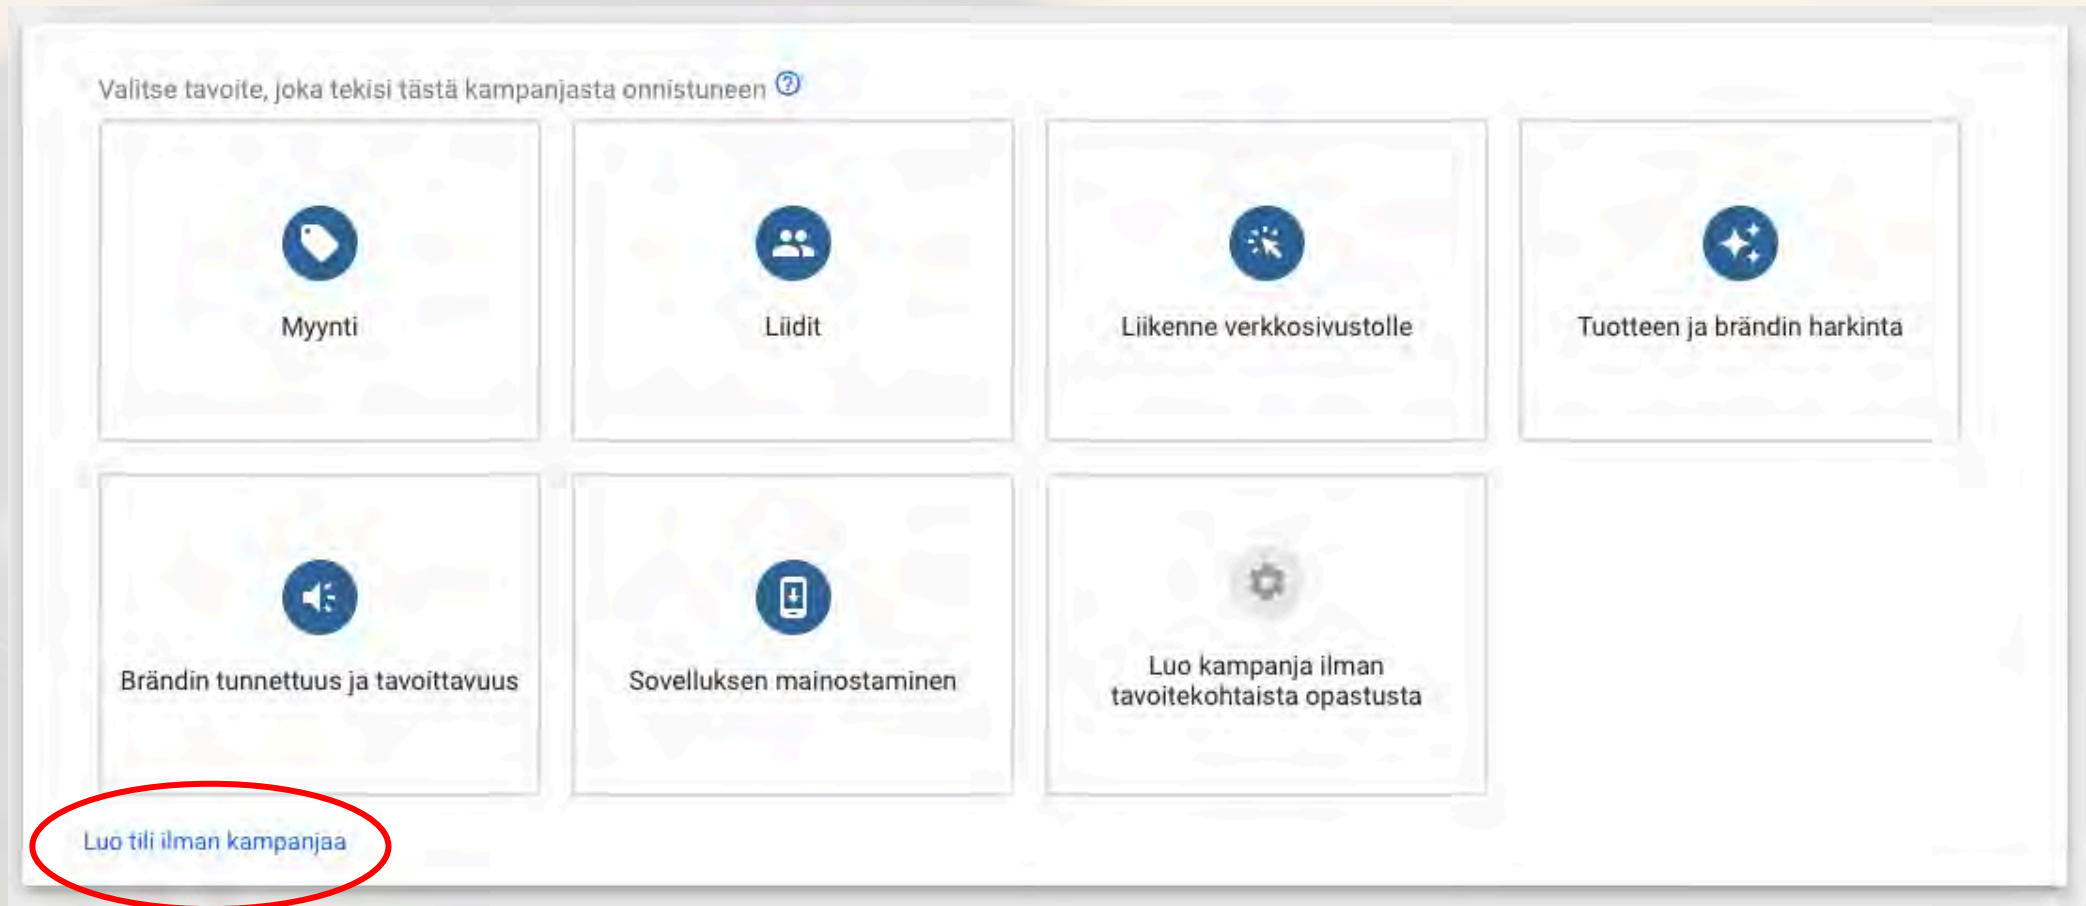 Valitse tavoite, joka tekisi tästä kampanjasta onnistuneen
Myynti
Liidit
Liikenne verkkosivustolle
Tuotteen ja brändin harkinta
Brändin tunnettuus ja tavoittavuus
Sovelluksen mainostaminen
Luo kampanja ilman
tavoitekohtaista opastusta
Luo tili ilman kampanjaa